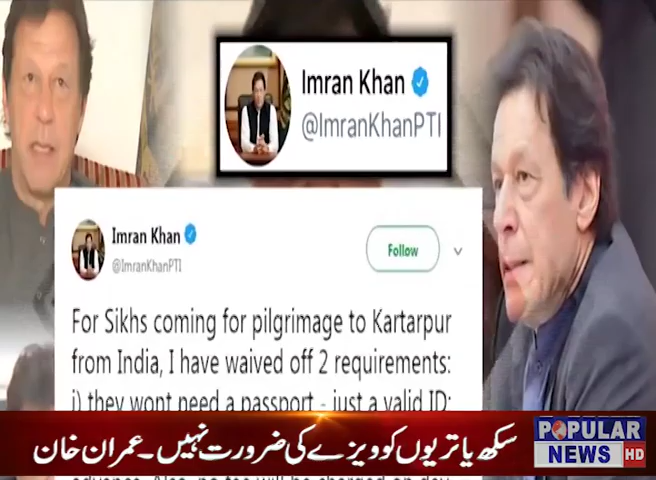 Imran Khan
@ImranKhanPTI
Imran Khan
@ImranKhanPTI
Follow
For Sikhs coming for pilgrimage to Kartarpur
from India, I have waived off 2 requirements:
i) they wont need a passport - just a valid ID;
سکھ یاتریوں کو ویزے کی ضرورت نہیں۔ عمران خان
POPULAR
NEWS HD